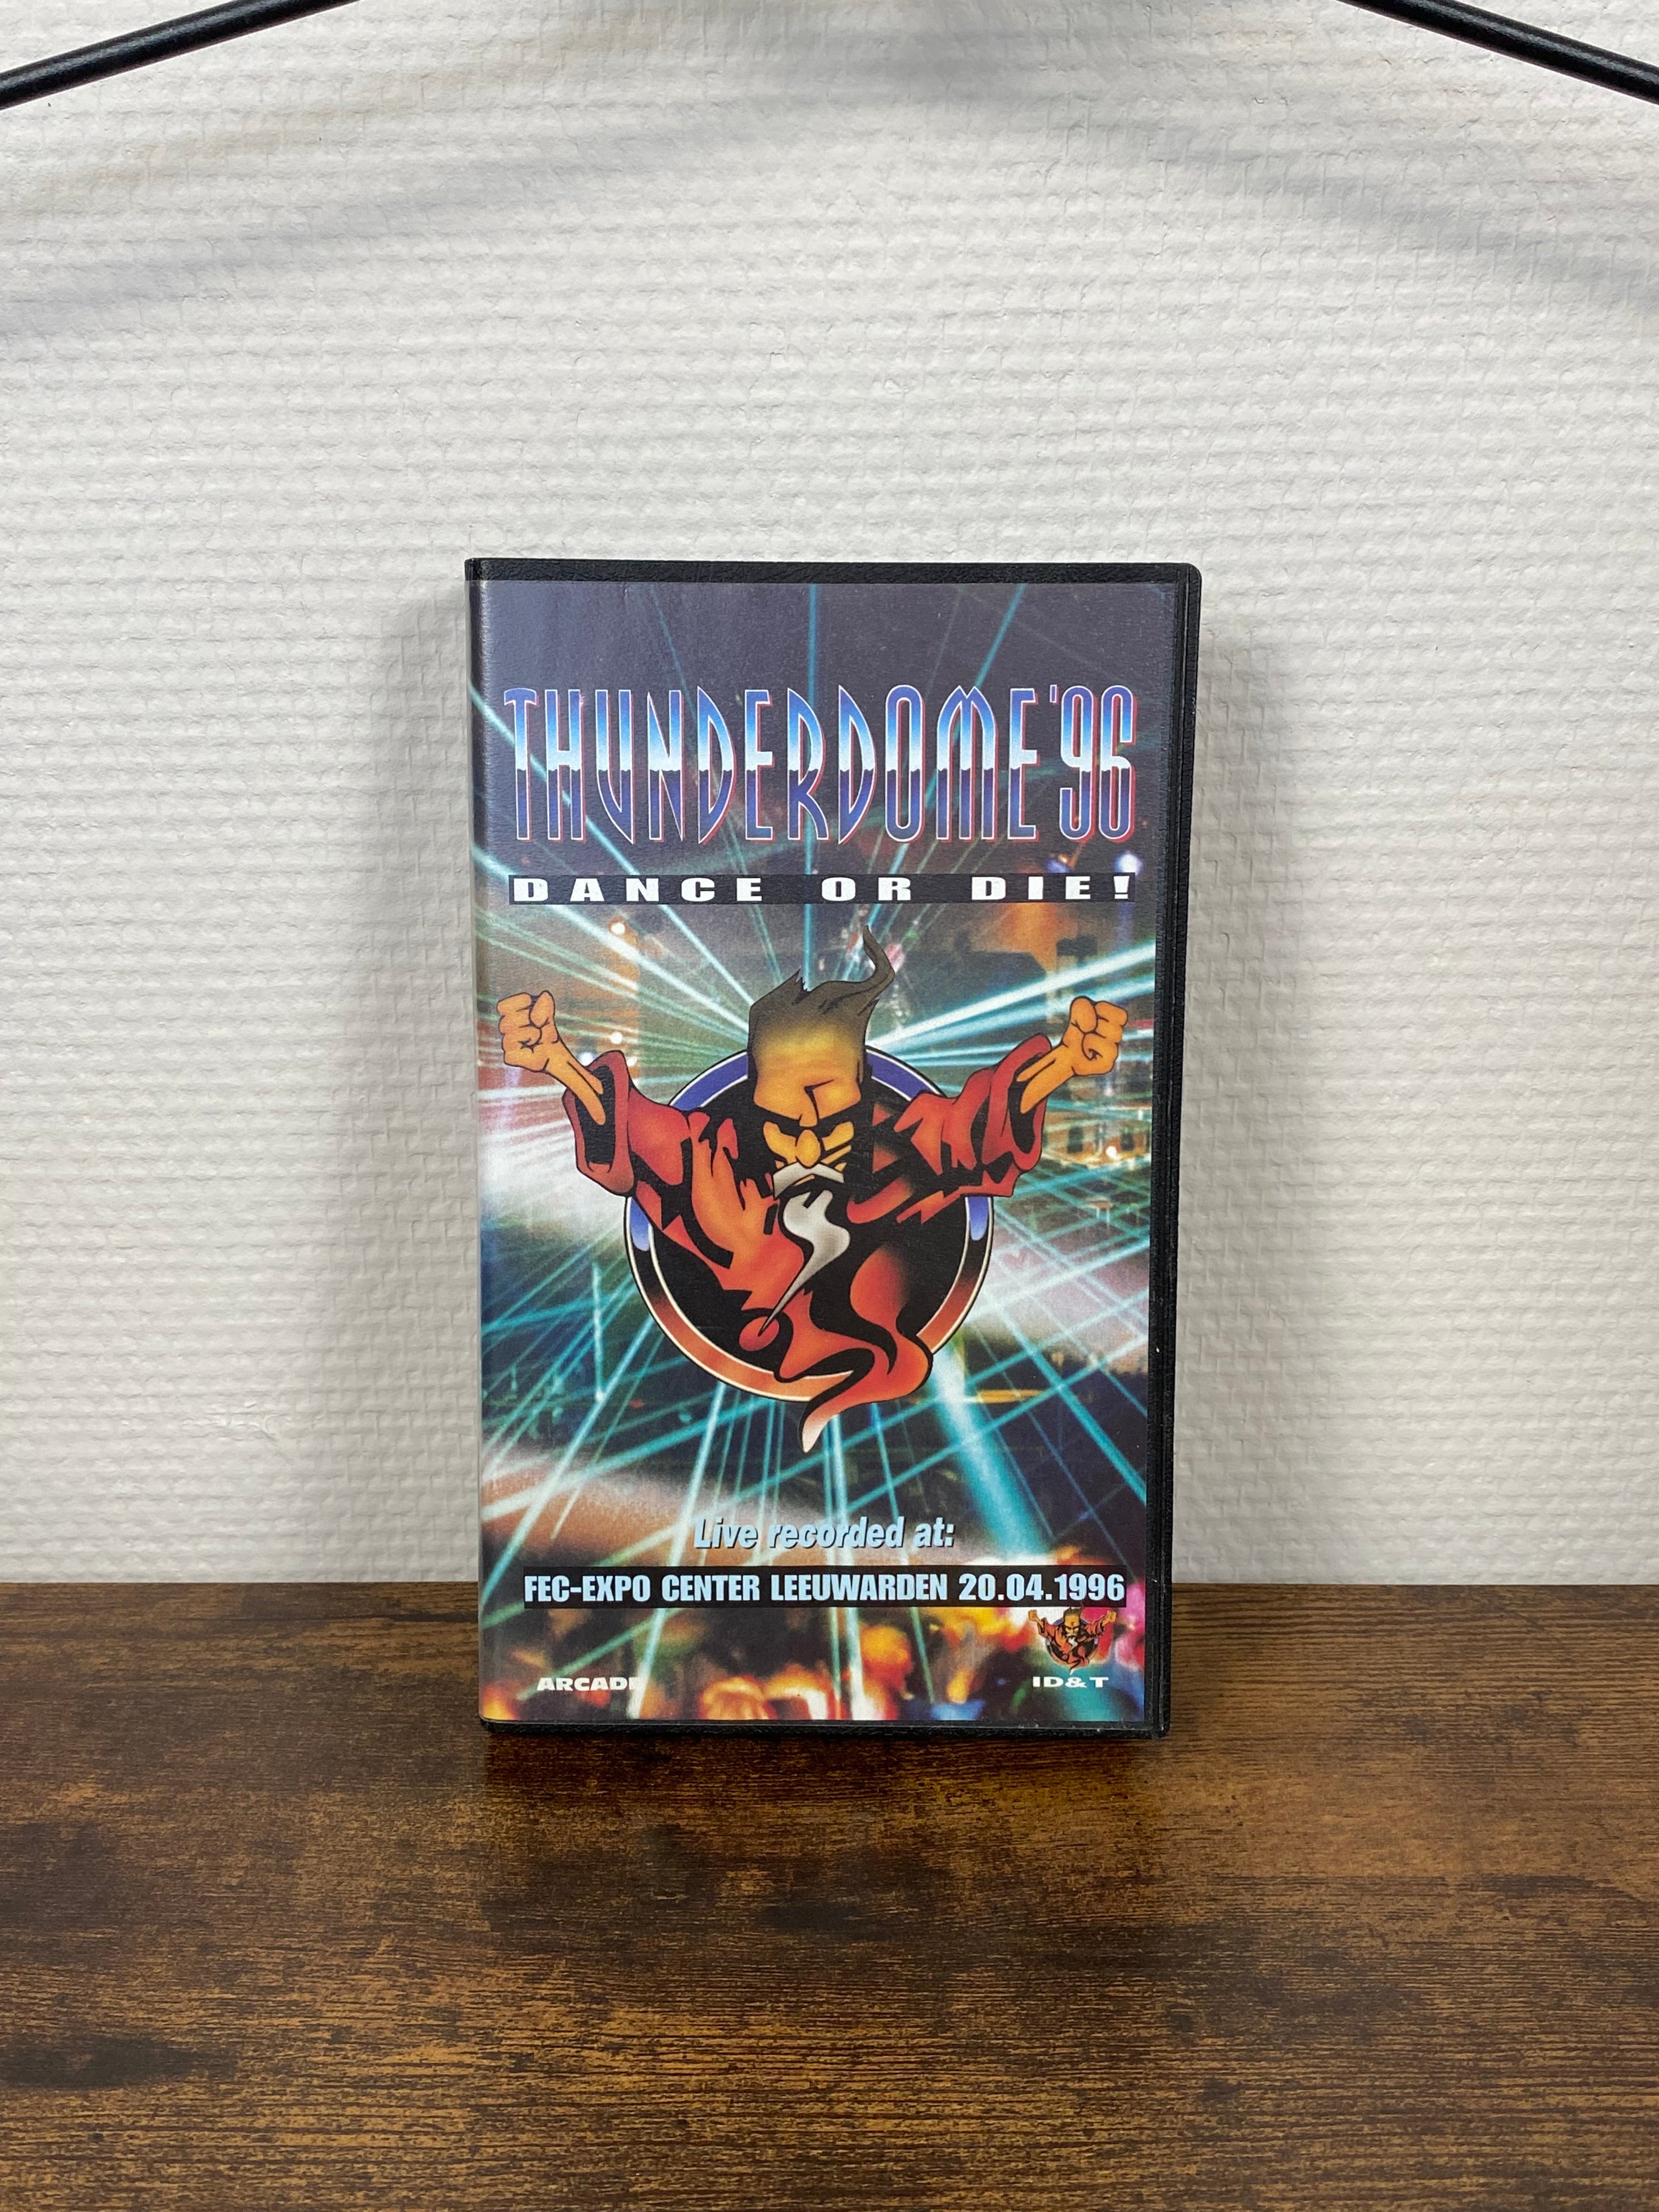 THUNDERDOME '96
DANCE OR DIE!
Live recorded at:
FEC-EXPO CENTER LEEUWARDEN 20.04.1996
ARCADE
ID&T